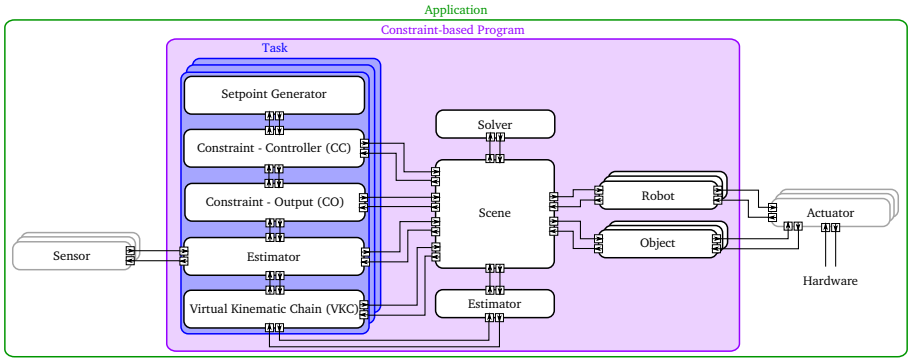 Application
Constraint-based Program
Task
Setpoint Generator
Constraint - Controller (CC)
Constraint - Output (CO)
Estimator
Virtual Kinematic Chain (VKC)
Sensor
Solver
Scene
Estimator
Robot
Object
Actuator
Hardware